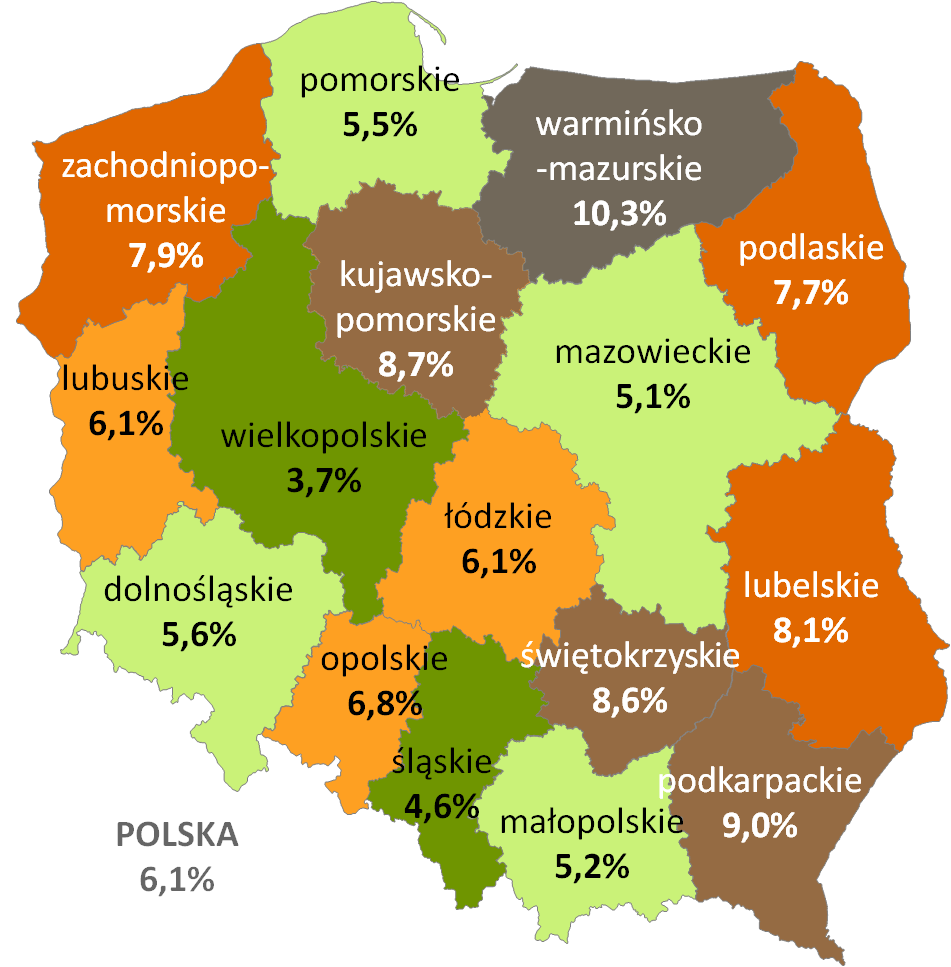 pomorskie
5,5%
warmińsko
-mazurskie
10,3%
zachodniopo-
morskie
7,9%
podlaskie
7,7%
kujawsko-
pomorskie
8,7%
mazowieckie
5,1%
lubuskie
6,1%
wielkopolskie
3,7%
łódzkie
6,1%
dolnośląskie
5,6%
lubelskie
8,1%
opolskie
6,8%
świętokrzyskie
8,6%
śląskie
4,6%
podkarpackie
9,0%
małopolskie
5,2%
POLSKA
6,1%